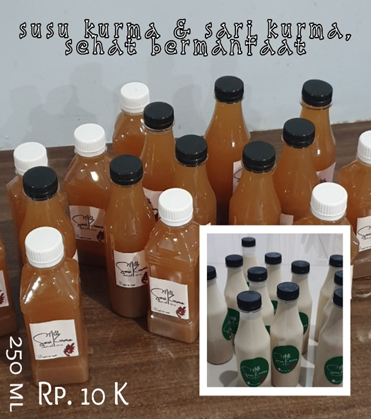 susu kurma & sari kurma,
sehat bermanfaat
250 ML
Rp. 10 K